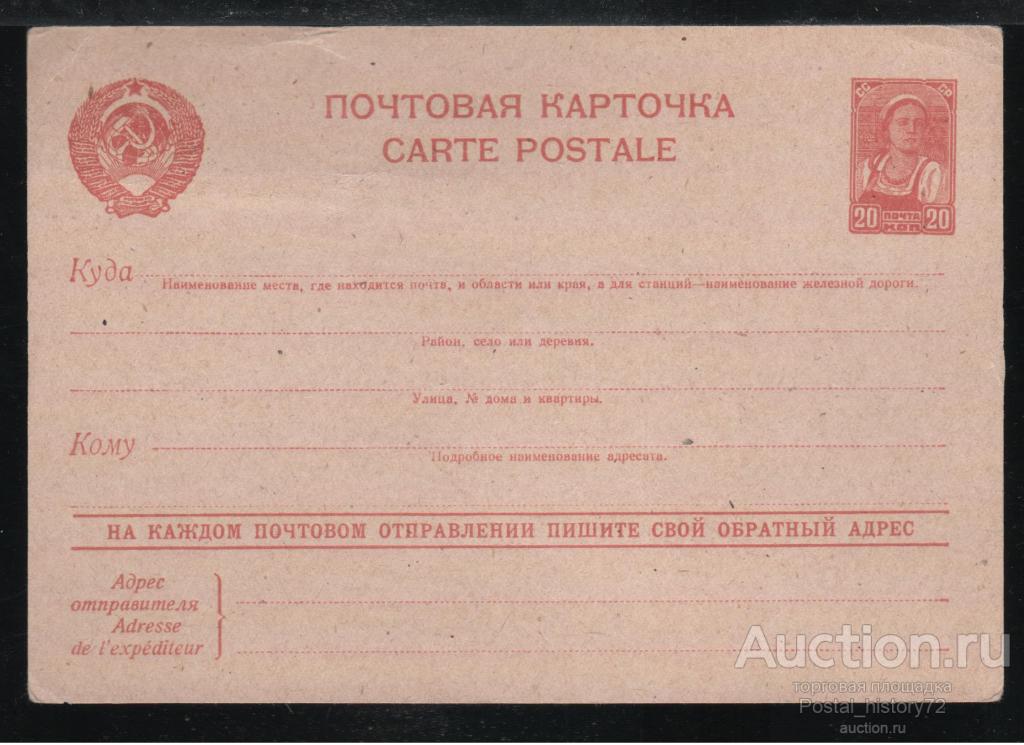 ПОЧТОВАЯ КАРТОЧКА
CARTE POSTALE
СС СР
20 ПОЧТА 20
КОП
Куда
Наименование места, где находится почта, и области или края, а для станций—наименование железной дороги.
Район, село или деревня.
Улица, № дома и квартиры.
Кому
Подробное наименование адресата.
НА КАЖДОМ ПОЧТОВОМ ОТПРАВЛЕНИИ ПИШИТЕ СВОЙ ОБРАТНЫЙ АДРЕС
Адрес
отправителя
Adresse
de l'expéditeur
Auction.ru
торговая площадка
Postal_history72
auction.ru